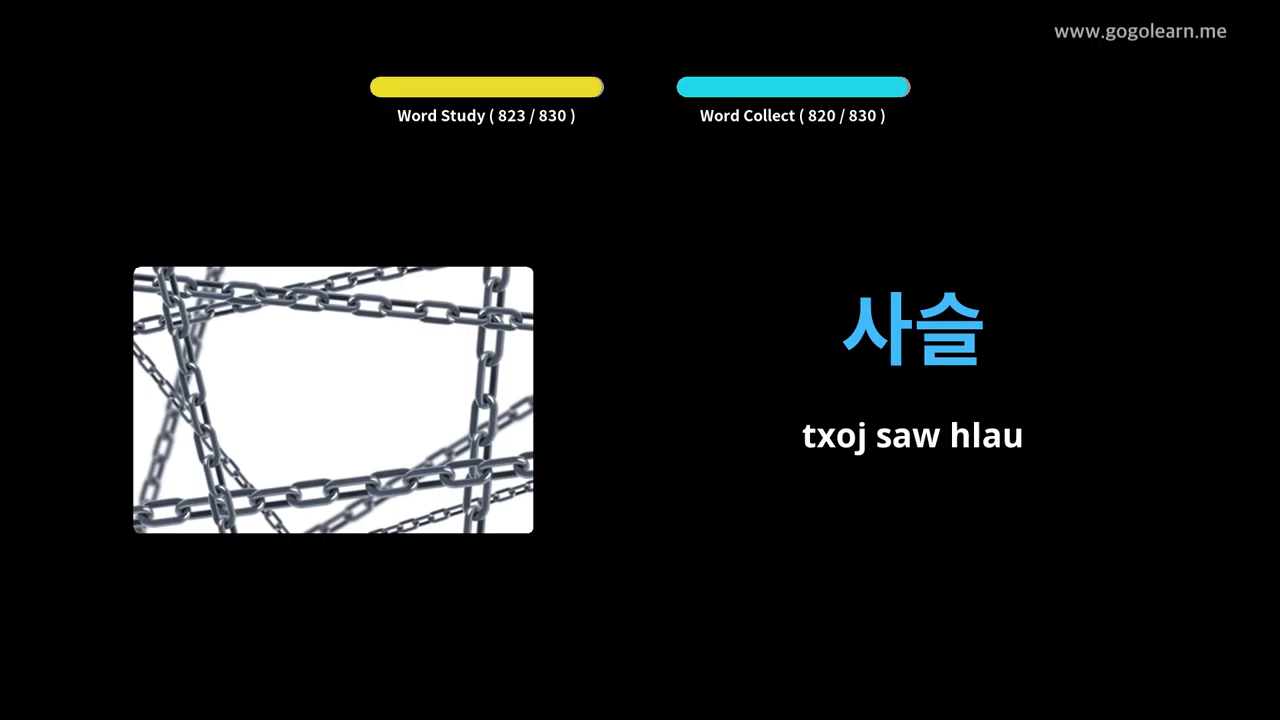 www.gogolearn.me
Word Study ( 823 / 830 )
Word Collect ( 820 / 830 )
사슬
txoj saw hlau